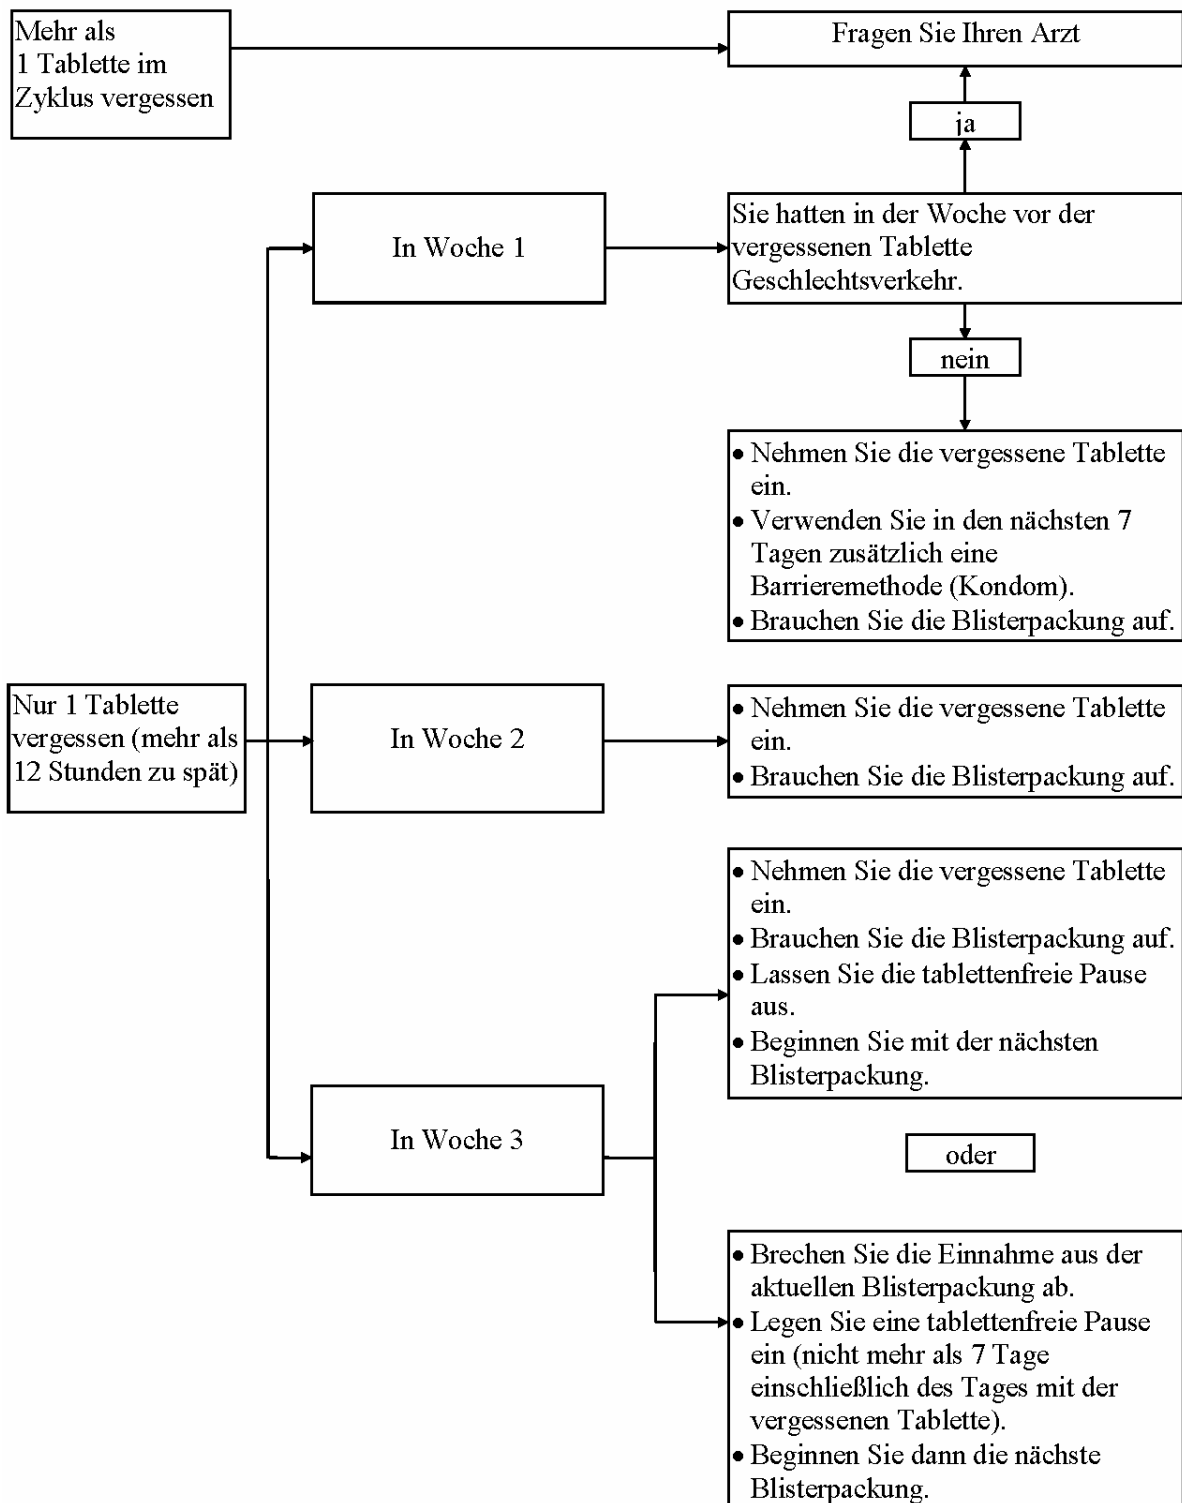 Mehr als
1 Tablette im
Zyklus vergessen
Fragen Sie Ihren Arzt
ja
In Woche 1
Sie hatten in der Woche vor der
vergessenen Tablette
Geschlechtsverkehr.
nein
• Nehmen Sie die vergessene Tablette
ein.
• Verwenden Sie in den nächsten 7
Tagen zusätzlich eine
Barrieremethode (Kondom).
• Brauchen Sie die Blisterpackung auf.
Nur 1 Tablette
vergessen (mehr als
12 Stunden zu spät)
In Woche 2
• Nehmen Sie die vergessene Tablette
ein.
• Brauchen Sie die Blisterpackung auf.
In Woche 3
• Nehmen Sie die vergessene Tablette
ein.
• Brauchen Sie die Blisterpackung auf.
• Lassen Sie die tablettenfreie Pause
aus.
• Beginnen Sie mit der nächsten
Blisterpackung.
oder
• Brechen Sie die Einnahme aus der
aktuellen Blisterpackung ab.
• Legen Sie eine tablettenfreie Pause
ein (nicht mehr als 7 Tage
einschließlich des Tages mit der
vergessenen Tablette).
• Beginnen Sie dann die nächste
Blisterpackung.